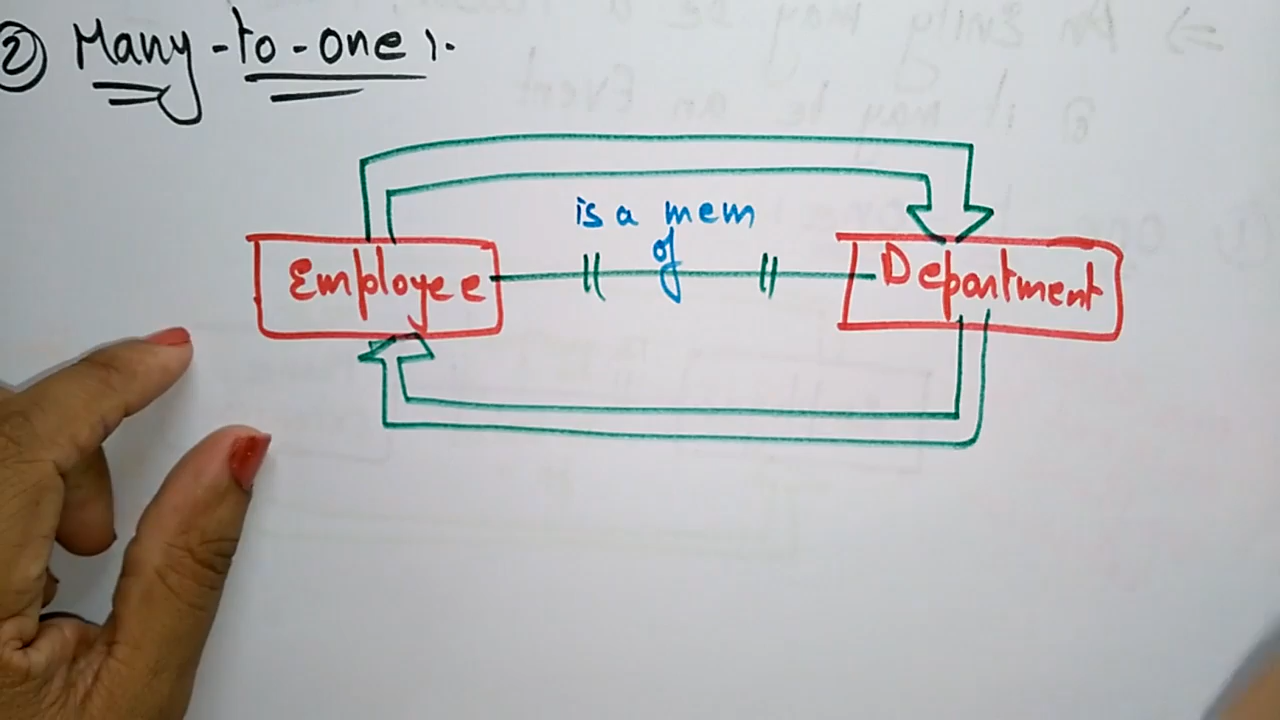 ② Many-to-one :-
is a mem
of
Employee
Department